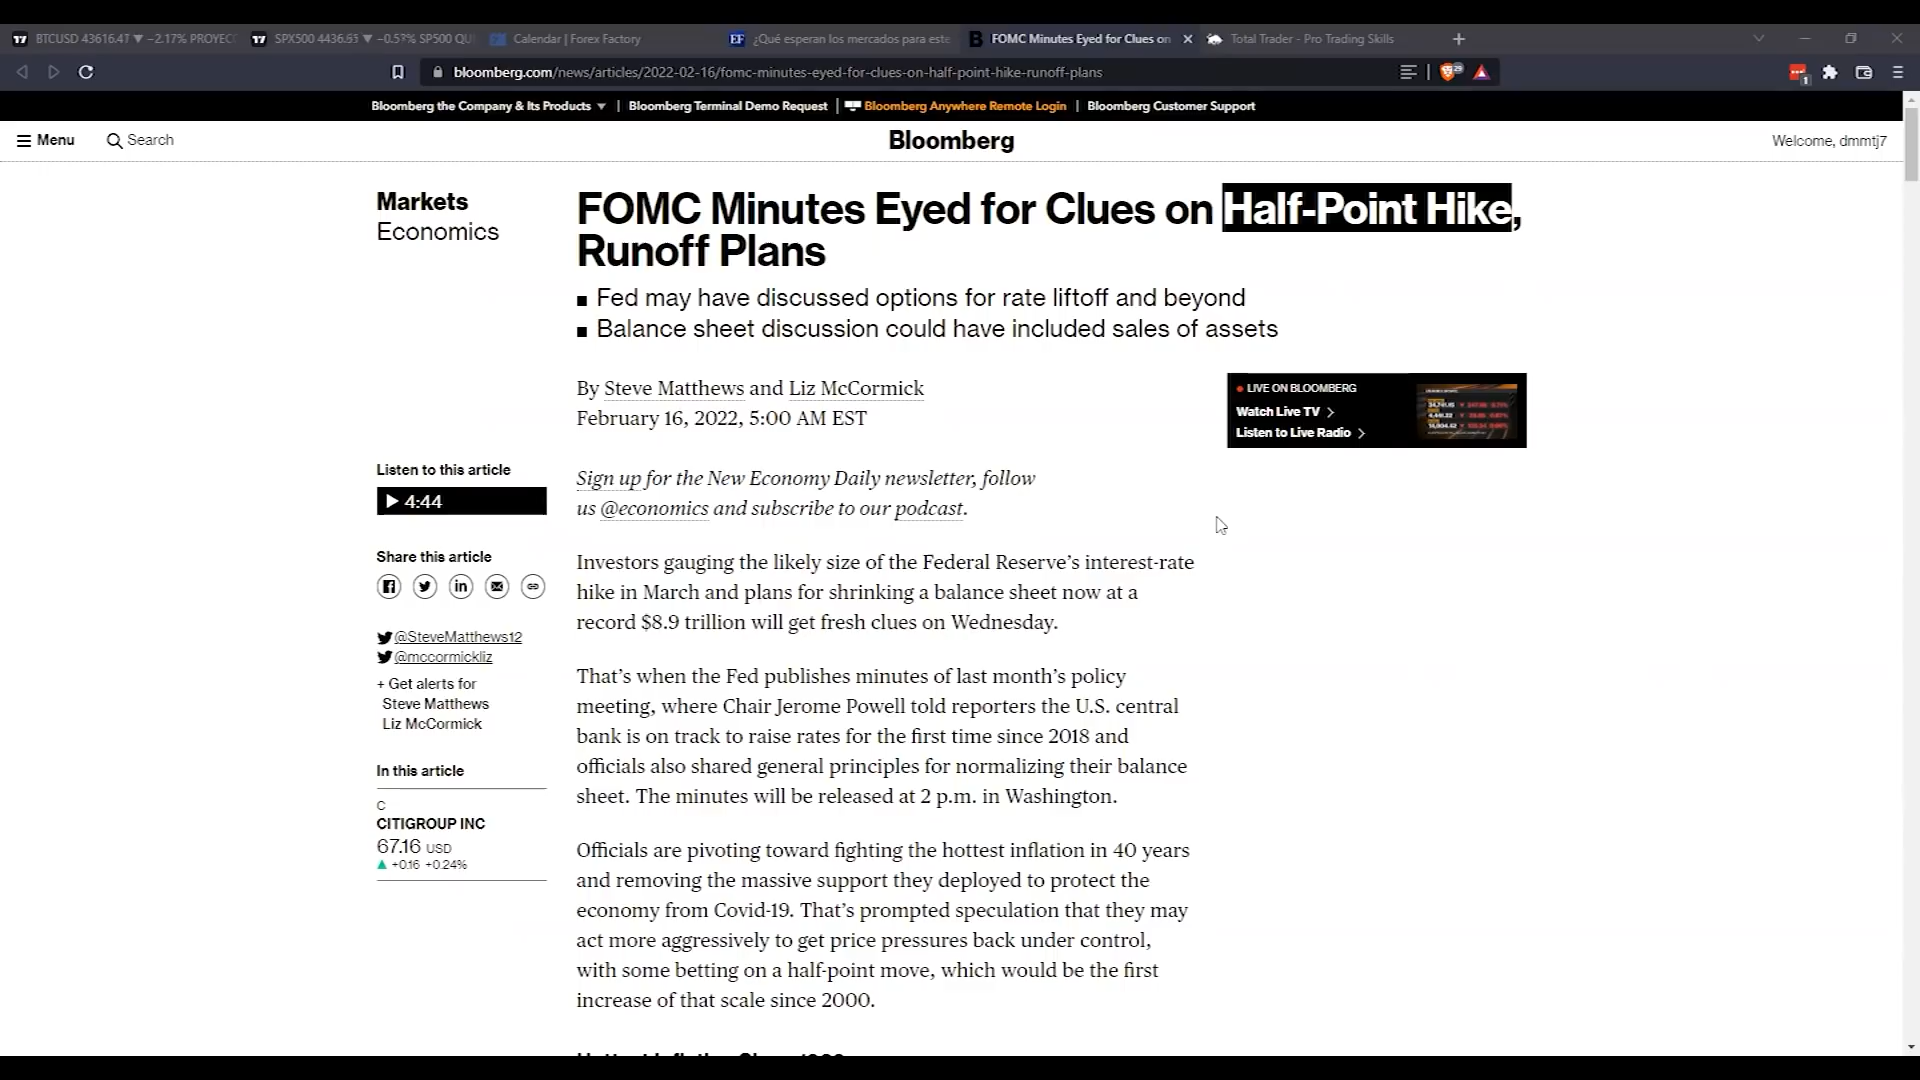 BTCUSD 43616.41 ▼ −2.17% PROYEC
SPX500 4436.53 ▼ −0.53% SP500 QU
Calendar | Forex Factory
EF ¿Qué esperan los mercados para este
B FOMC Minutes Eyed for Clues on
Total Trader - Pro Trading Skills
bloomberg.com/news/articles/2022-02-16/fomc-minutes-eyed-for-clues-on-half-point-hike-runoff-plans
Bloomberg the Company & Its Products ▼ | Bloomberg Terminal Demo Request | Bloomberg Anywhere Remote Login | Bloomberg Customer Support
Menu
Search
Bloomberg
Welcome, dmmtj7
Markets
Economics
FOMC Minutes Eyed for Clues on Half-Point Hike,
Runoff Plans
Fed may have discussed options for rate liftoff and beyond
Balance sheet discussion could have included sales of assets
By Steve Matthews and Liz McCormick
February 16, 2022, 5:00 AM EST
LIVE ON BLOOMBERG
Watch Live TV >
Listen to Live Radio >
Listen to this article
4:44
Share this article
@SteveMatthews12
@mccormickliz
+ Get alerts for
Steve Matthews
Liz McCormick
In this article
C
CITIGROUP INC
67.16 USD
▲ +0.16 +0.24%
Sign up for the New Economy Daily newsletter, follow
us @economics and subscribe to our podcast.
Investors gauging the likely size of the Federal Reserve’s interest-rate
hike in March and plans for shrinking a balance sheet now at a
record $8.9 trillion will get fresh clues on Wednesday.
That’s when the Fed publishes minutes of last month’s policy
meeting, where Chair Jerome Powell told reporters the U.S. central
bank is on track to raise rates for the first time since 2018 and
officials also shared general principles for normalizing their balance
sheet. The minutes will be released at 2 p.m. in Washington.
Officials are pivoting toward fighting the hottest inflation in 40 years
and removing the massive support they deployed to protect the
economy from Covid-19. That’s prompted speculation that they may
act more aggressively to get price pressures back under control,
with some betting on a half-point move, which would be the first
increase of that scale since 2000.